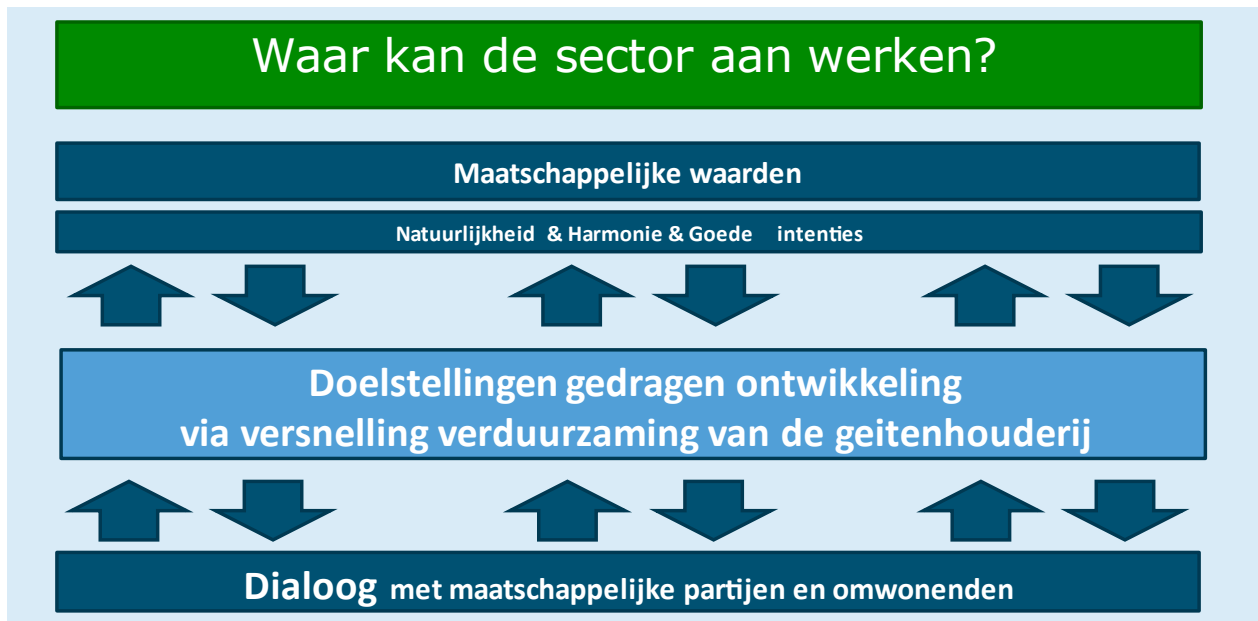 Waar kan de sector aan werken?
Maatschappelijke waarden
Natuurlijkheid & Harmonie & Goede intenties
Doelstellingen gedragen ontwikkeling
via versnelling verduurzaming van de geitenhouderij
Dialoog met maatschappelijke partijen en omwonenden